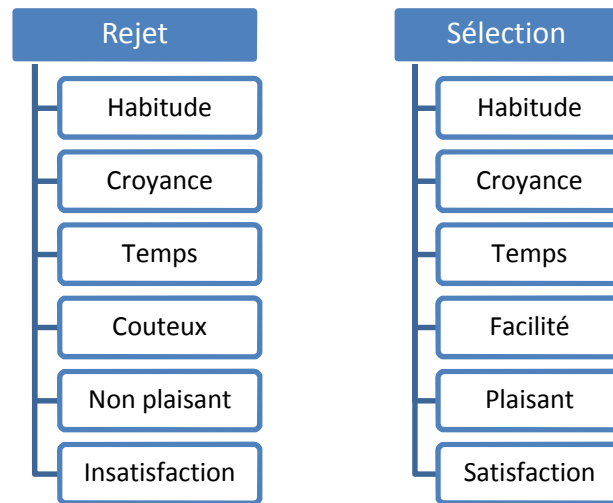 Rejet
Habitude
Croyance
Temps
Couteux
Non plaisant
Insatisfaction
Sélection
Habitude
Croyance
Temps
Facilité
Plaisant
Satisfaction